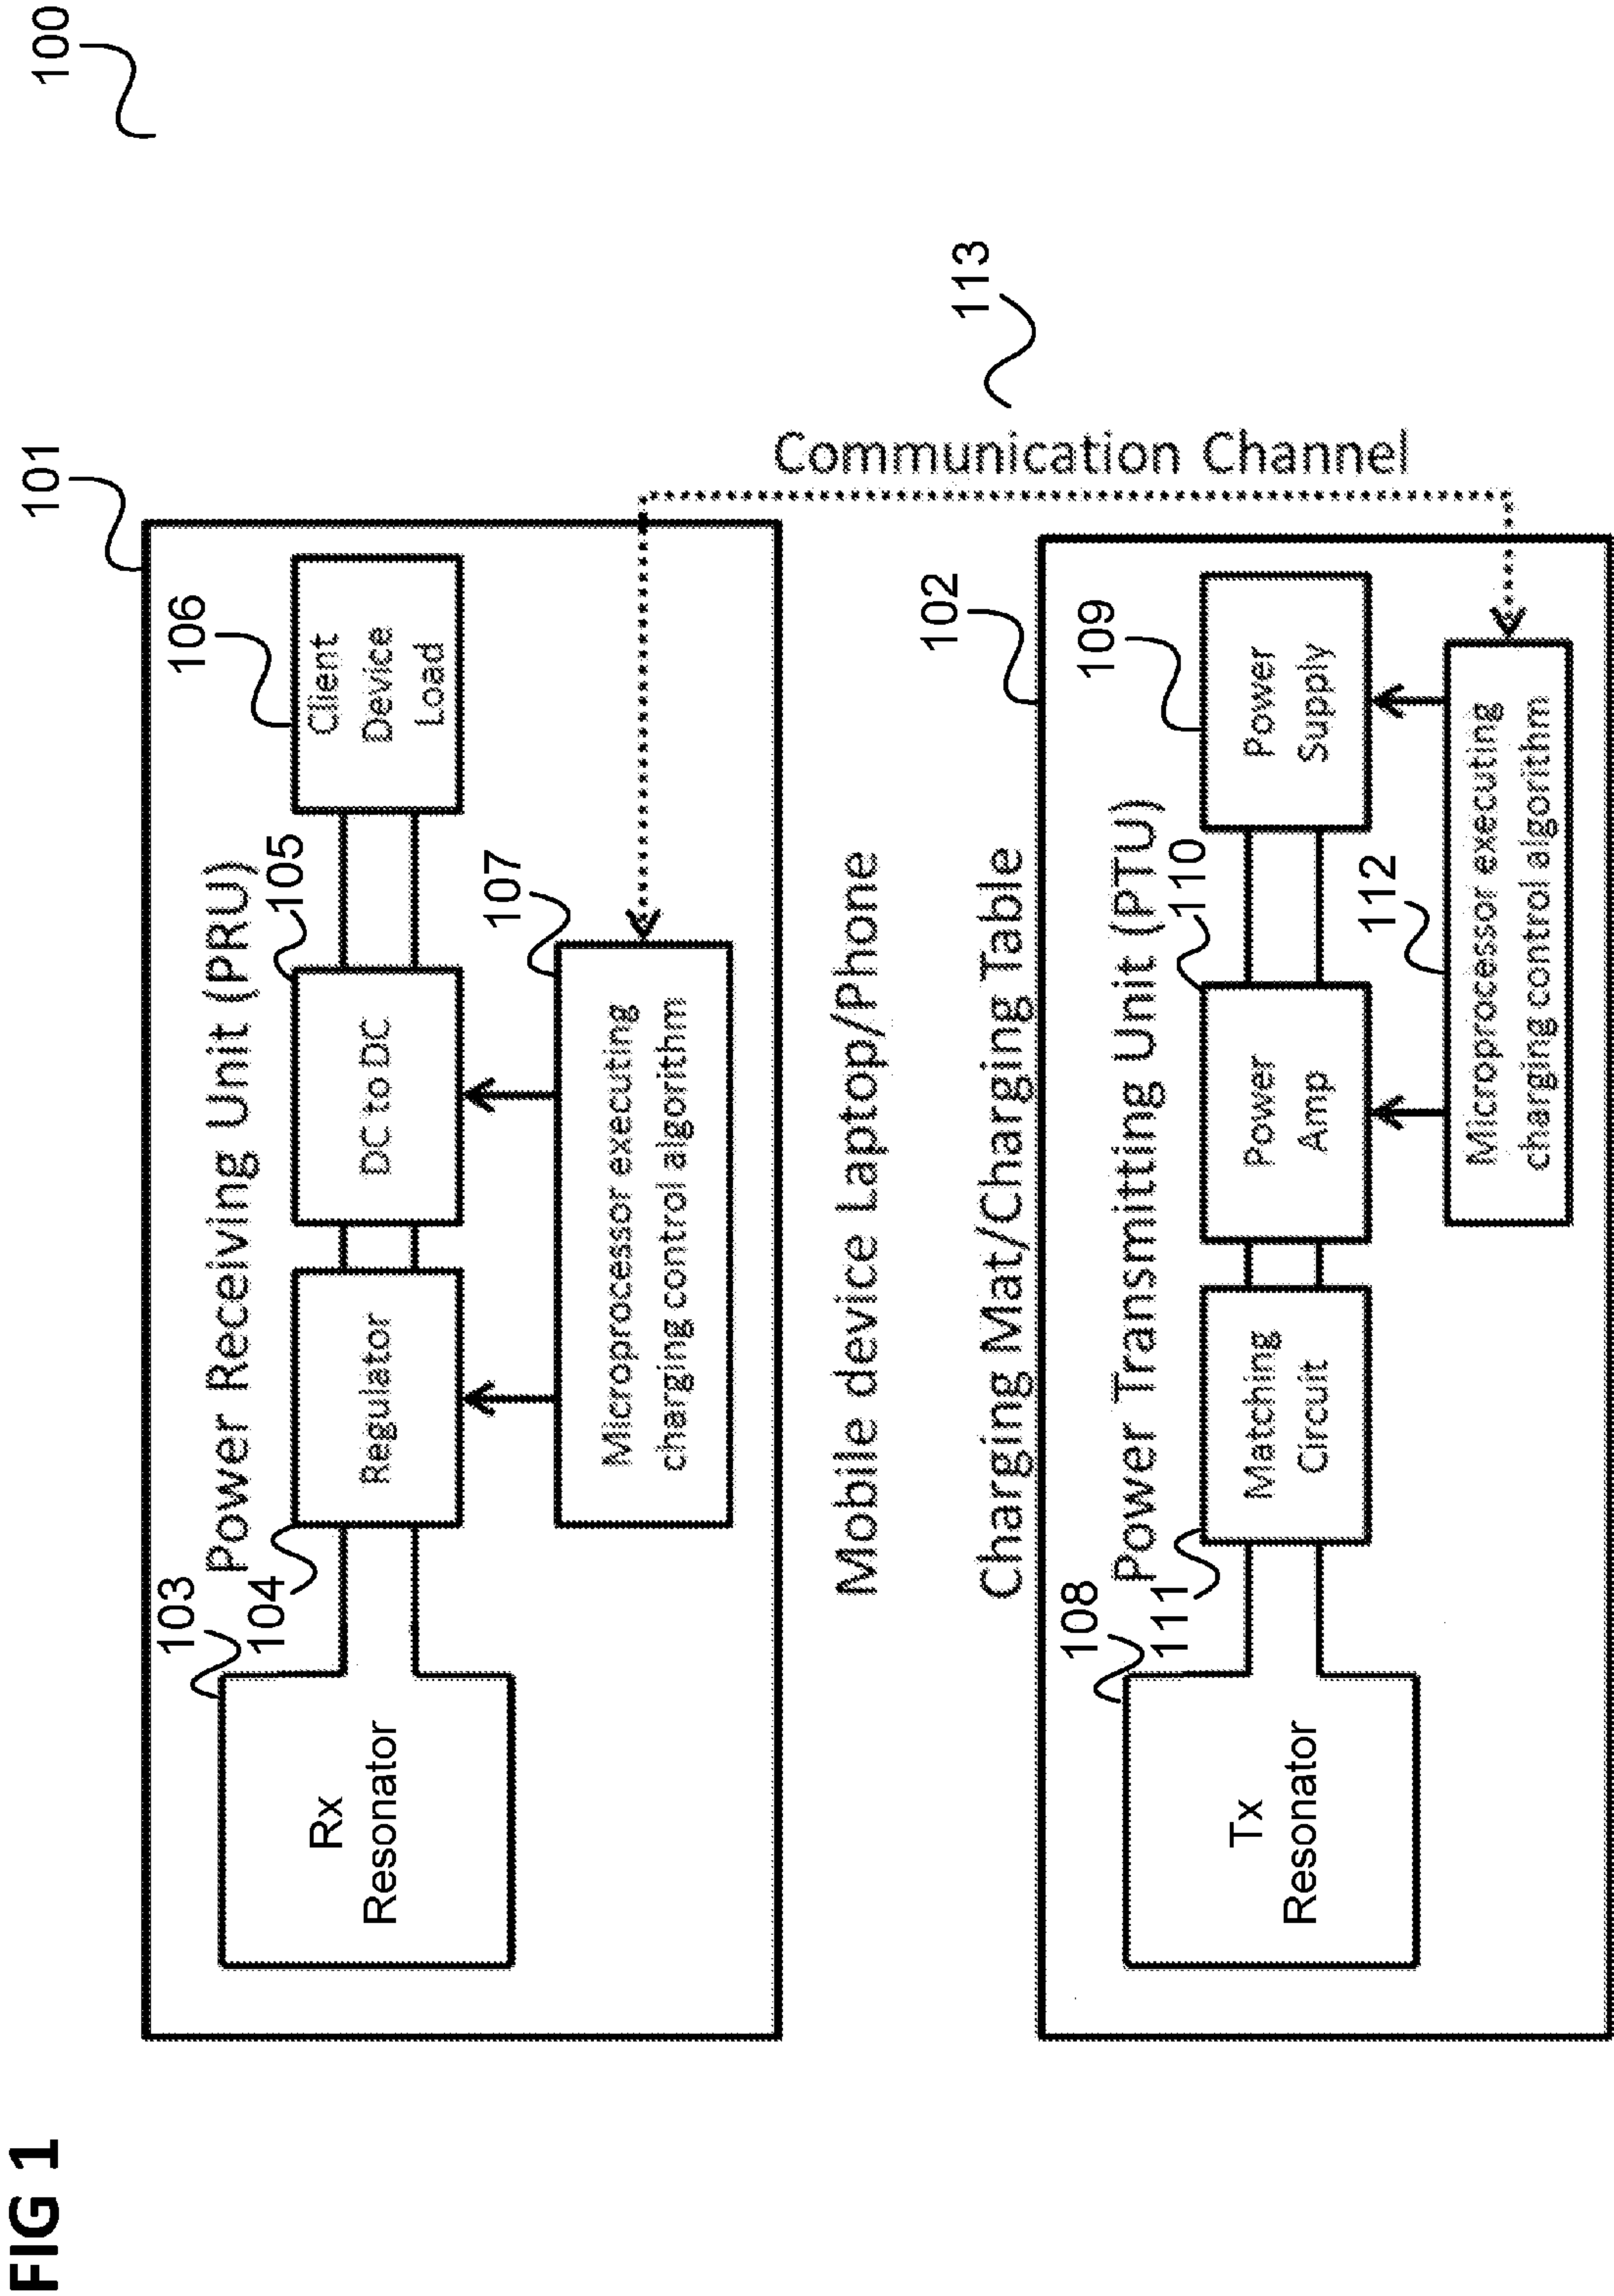 FIG 1
100
101
Power Receiving Unit (PRU)
103
Rx
Resonator
104
Regulator
105
DC to DC
106
Client
Device
Load
107
Microprocessor executing
charging control algorithm
Mobile device Laptop/Phone
Communication Channel
113
Charging Mat/Charging Table
102
Power Transmitting Unit (PTU)
108
Tx
Resonator
111
Matching
Circuit
110
Power
Amp
109
Power
Supply
112
Microprocessor executing
charging control algorithm